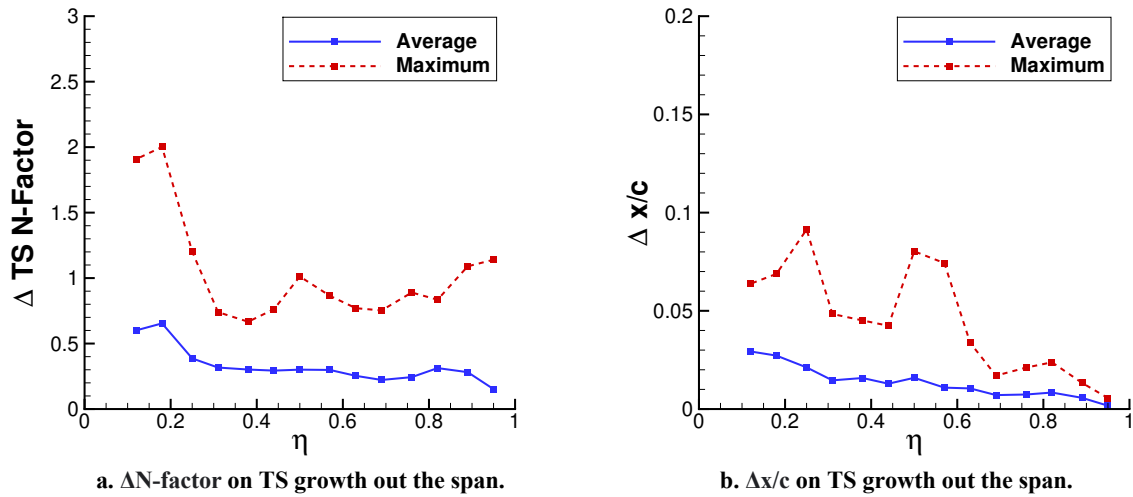 3
2.5
2
1.5
1
0.5
0
Δ TS N-Factor
Average
Maximum
0 0.2 0.4 0.6 0.8 1
η
a. ΔN-factor on TS growth out the span.
0.2
0.15
0.1
0.05
0
Δ x/c
Average
Maximum
0 0.2 0.4 0.6 0.8 1
η
b. Δx/c on TS growth out the span.